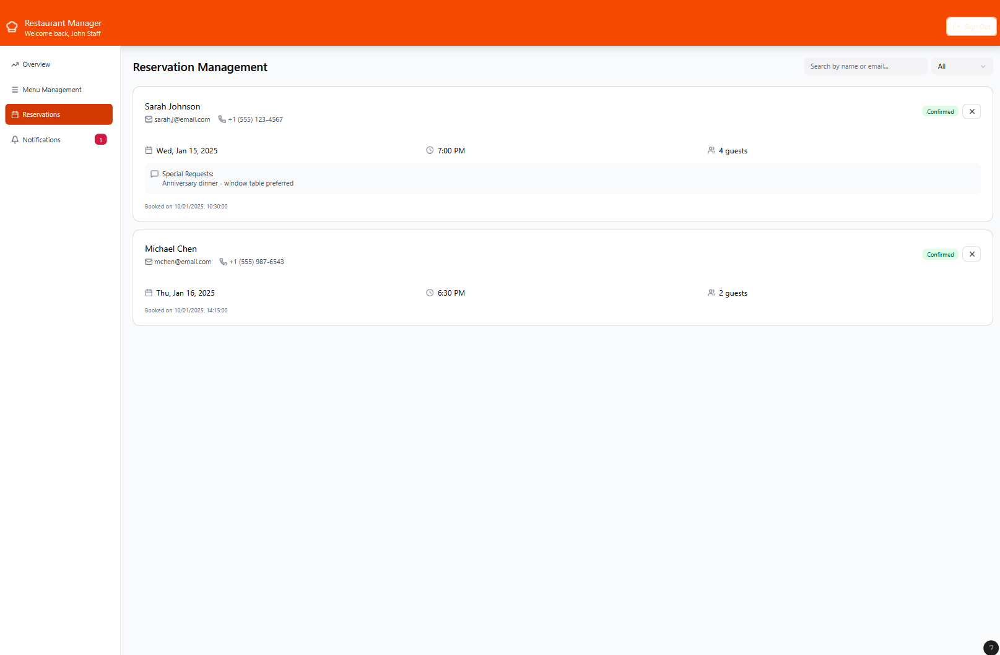 Restaurant Manager
Welcome back, John Staff
Sign Out
Overview
Menu Management
Reservations
Notifications
1
Reservation Management
Search by name or email...
All
Sarah Johnson
sarah.j@email.com
+1 (555) 123-4567
Confirmed
Wed, Jan 15, 2025
7:00 PM
4 guests
Special Requests:
Anniversary dinner - window table preferred
Booked on 10/01/2025, 10:30:00
Michael Chen
mchen@email.com
+1 (555) 987-6543
Confirmed
Thu, Jan 16, 2025
6:30 PM
2 guests
Booked on 10/01/2025, 14:15:00
?